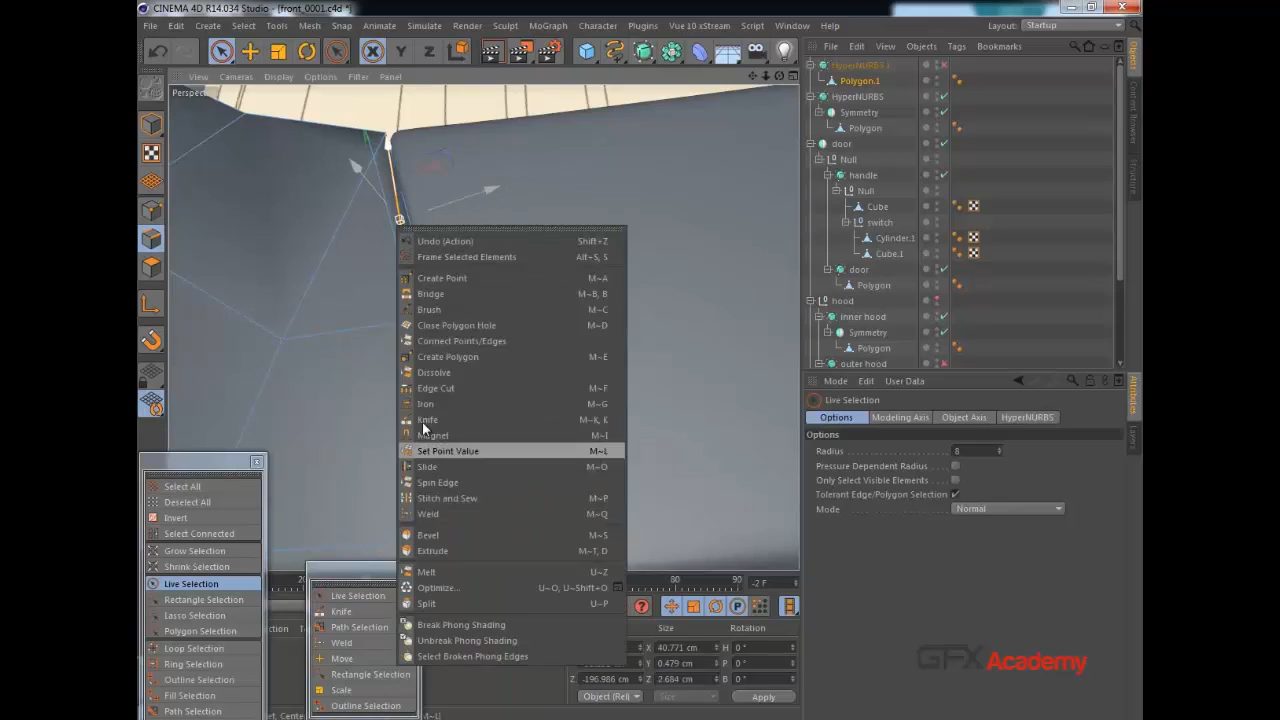 CINEMA 4D R14.034 Studio - [front_0001.c4d *]
File Edit Create Select Tools Mesh Snap Animate Simulate Render Sculpt MoGraph Character Plugins Vue 10 xStream Script Window Help
Layout: Startup
X Y Z
View Cameras Display Options Filter Panel
Perspect
File Edit View Objects Tags Bookmarks
HyperNURBS.1
Polygon.1
HyperNURBS
Symmetry
Polygon
door
Null
handle
Null
Cube
switch
Cylinder.1
Cube.1
door
Polygon
hood
inner hood
Symmetry
Polygon
outer hood
Object
Content Browser
Structure
Undo (Action) Shift+Z
Frame Selected Elements Alt+S, S
Create Point M~A
Bridge M~B, B
Brush M~C
Close Polygon Hole M~D
Connect Points/Edges
Create Polygon M~E
Dissolve
Edge Cut M~F
Iron M~G
Knife M~K, K
Magnet M~I
Set Point Value M~L
Slide M~O
Spin Edge
Stitch and Sew M~P
Weld M~Q
Bevel M~S
Extrude M~T, D
Melt U~Z
Optimize... U~O, U~Shift+O
Split U~P
Break Phong Shading
Unbreak Phong Shading
Select Broken Phong Edges
Mode Edit User Data
Attributes
Live Selection
Options Modeling Axis Object Axis HyperNURBS
Options
Radius 8
Pressure Dependent Radius
Only Select Visible Elements
Tolerant Edge/Polygon Selection
Mode Normal
Select All
Deselect All
Invert
Select Connected
Grow Selection
Shrink Selection
Live Selection
Rectangle Selection
Lasso Selection
Polygon Selection
Loop Selection
Ring Selection
Outline Selection
Fill Selection
Path Selection
Live Selection
Knife
Path Selection
Weld
Move
Rectangle Selection
Scale
Outline Selection
80 90 -2 F
Size Rotation
X 40.771 cm H 0 °
Y 0.479 cm P 0 °
Z -196.986 cm Z 2.684 cm B 0 °
Object (Rel) Size Apply
GFXAcademy